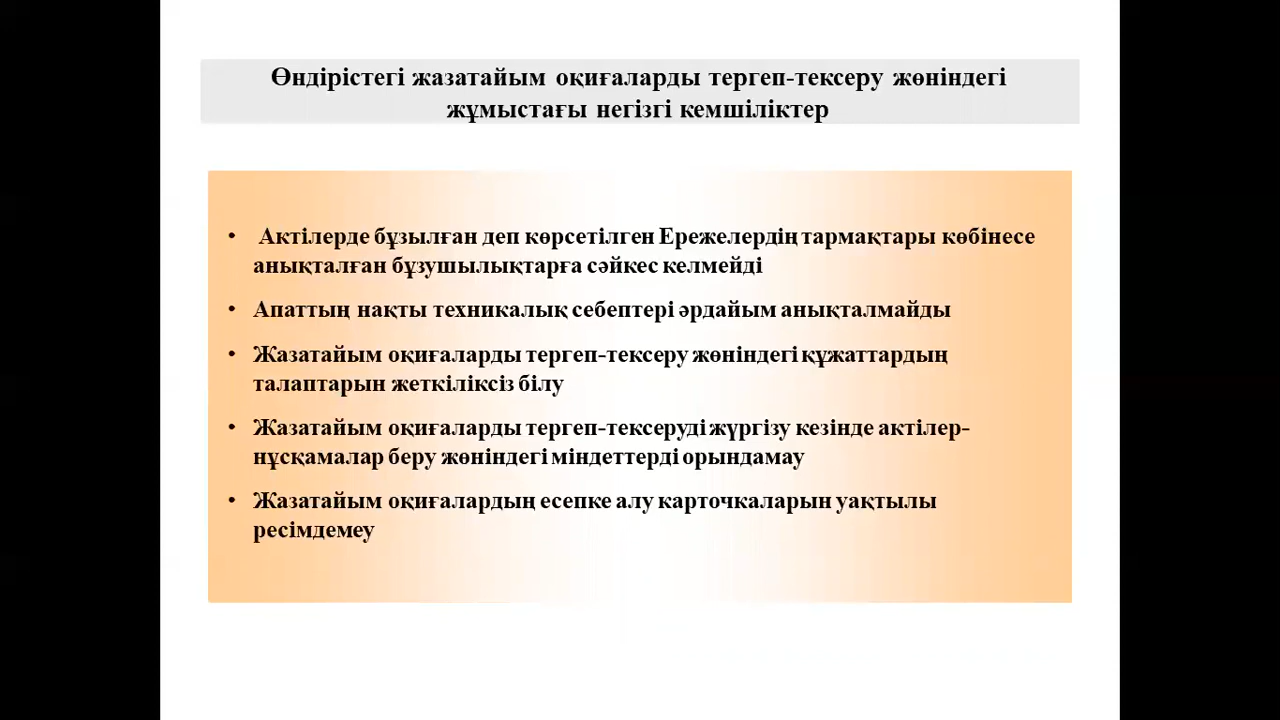 Өндірістегі жазатайым оқиғаларды тергеп-тексеру жөніндегі
жұмыстағы негізгі кемшіліктер
• Актілерде бұзылған деп көрсетілген Ережелердің тармақтары көбінесе
анықталған бұзушылықтарға сәйкес келмейді
• Апаттың нақты техникалық себептері әрдайым анықталмайды
• Жазатайым оқиғаларды тергеп-тексеру жөніндегі құжаттардың
талаптарын жеткіліксіз білу
• Жазатайым оқиғаларды тергеп-тексеруді жүргізу кезінде актілер-
нұсқамалар беру жөніндегі міндеттерді орындамау
• Жазатайым оқиғалардың есепке алу карточкаларын уақтылы
ресімдемеу